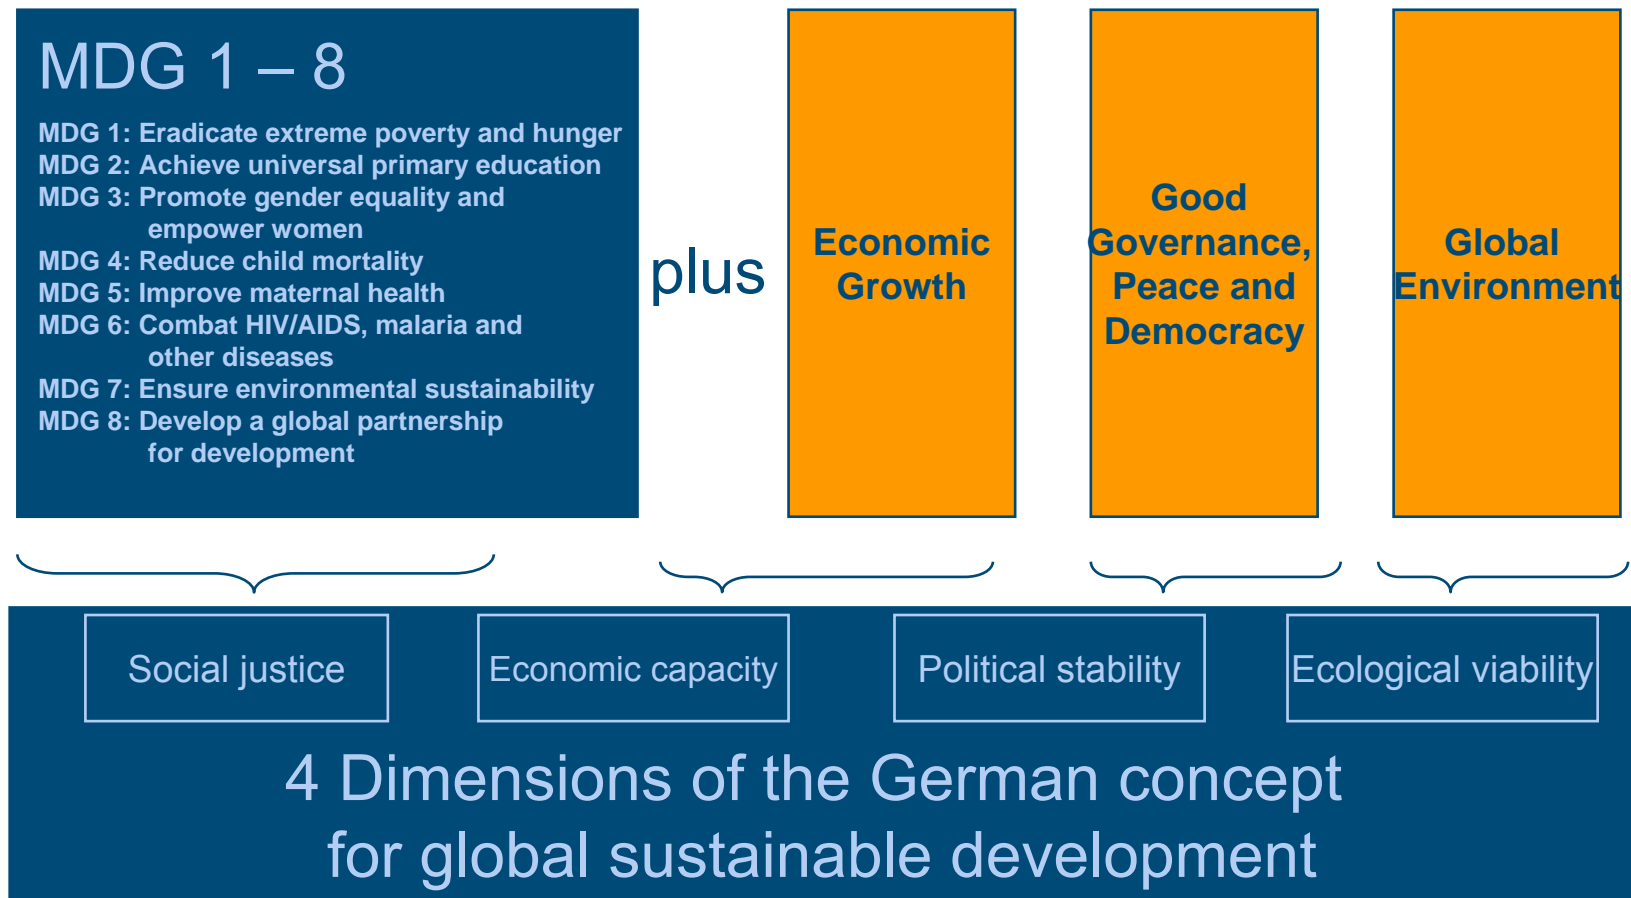 MDG 1 – 8
MDG 1: Eradicate extreme poverty and hunger
MDG 2: Achieve universal primary education
MDG 3: Promote gender equality and
empower women
MDG 4: Reduce child mortality
MDG 5: Improve maternal health
MDG 6: Combat HIV/AIDS, malaria and
other diseases
MDG 7: Ensure environmental sustainability
MDG 8: Develop a global partnership
for development
plus
Economic
Growth
Good
Governance,
Peace and
Democracy
Global
Environment
Social justice
Economic capacity
Political stability
Ecological viability
4 Dimensions of the German concept
for global sustainable development